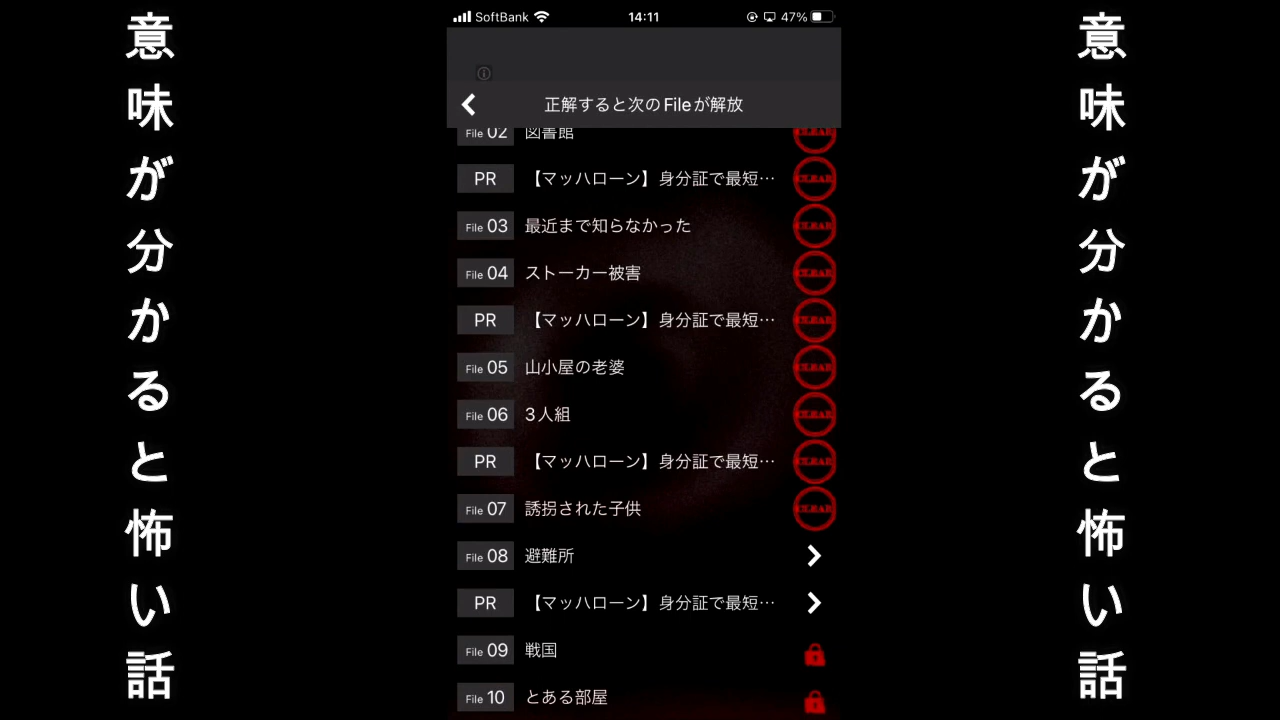 意味が分かると怖い話
SoftBank
14:11
47%
正解すると次のFileが解放
File 02 図書館
PR 【マッハローン】身分証で最短… CLEAR
File 03 最近まで知らなかった CLEAR
File 04 ストーカー被害 CLEAR
PR 【マッハローン】身分証で最短… CLEAR
File 05 山小屋の老婆 CLEAR
File 06 3人組 CLEAR
PR 【マッハローン】身分証で最短… CLEAR
File 07 誘拐された子供 CLEAR
File 08 避難所
PR 【マッハローン】身分証で最短…
File 09 戦国
File 10 とある部屋
意味が分かると怖い話